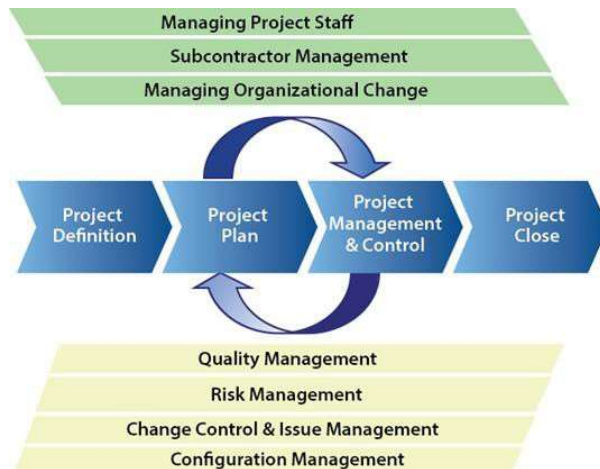 Managing Project Staff
Subcontractor Management
Managing Organizational Change
Project
Definition
Project
Plan
Project
Management
& Control
Project
Close
Quality Management
Risk Management
Change Control & Issue Management
Configuration Management